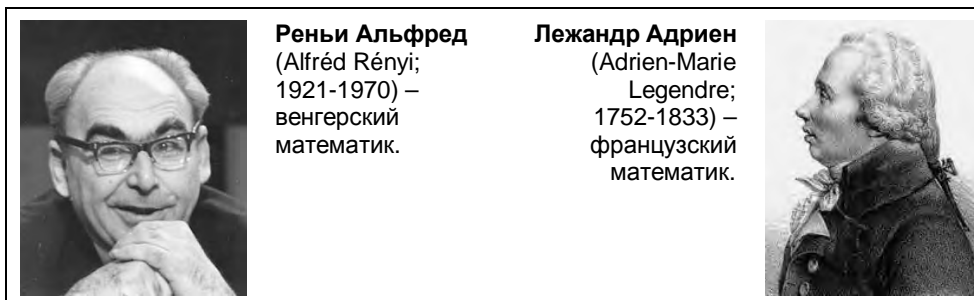 Реньи Альфред
(Alfréd Rényi;
1921-1970) –
венгерский
математик.
Лежандр Адриен
(Adrien-Marie
Legendre;
1752-1833) –
французский
математик.